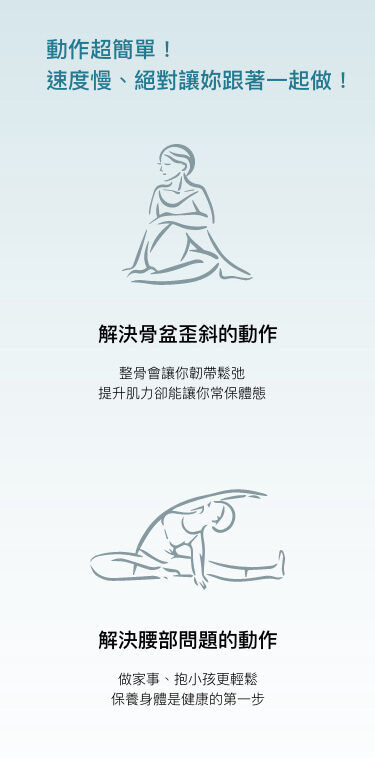 動作超簡單！
速度慢、絕對讓妳跟著一起做！
解決骨盆歪斜的動作
整骨會讓你韌帶鬆弛
提升肌力卻能讓你常保體態
解決腰部問題的動作
做家事、抱小孩更輕鬆
保養身體是健康的第一步